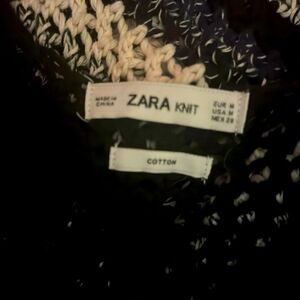 MADE IN
CHINA
ZARA KNIT
EUR M
USA M
MEX 28
COTTON